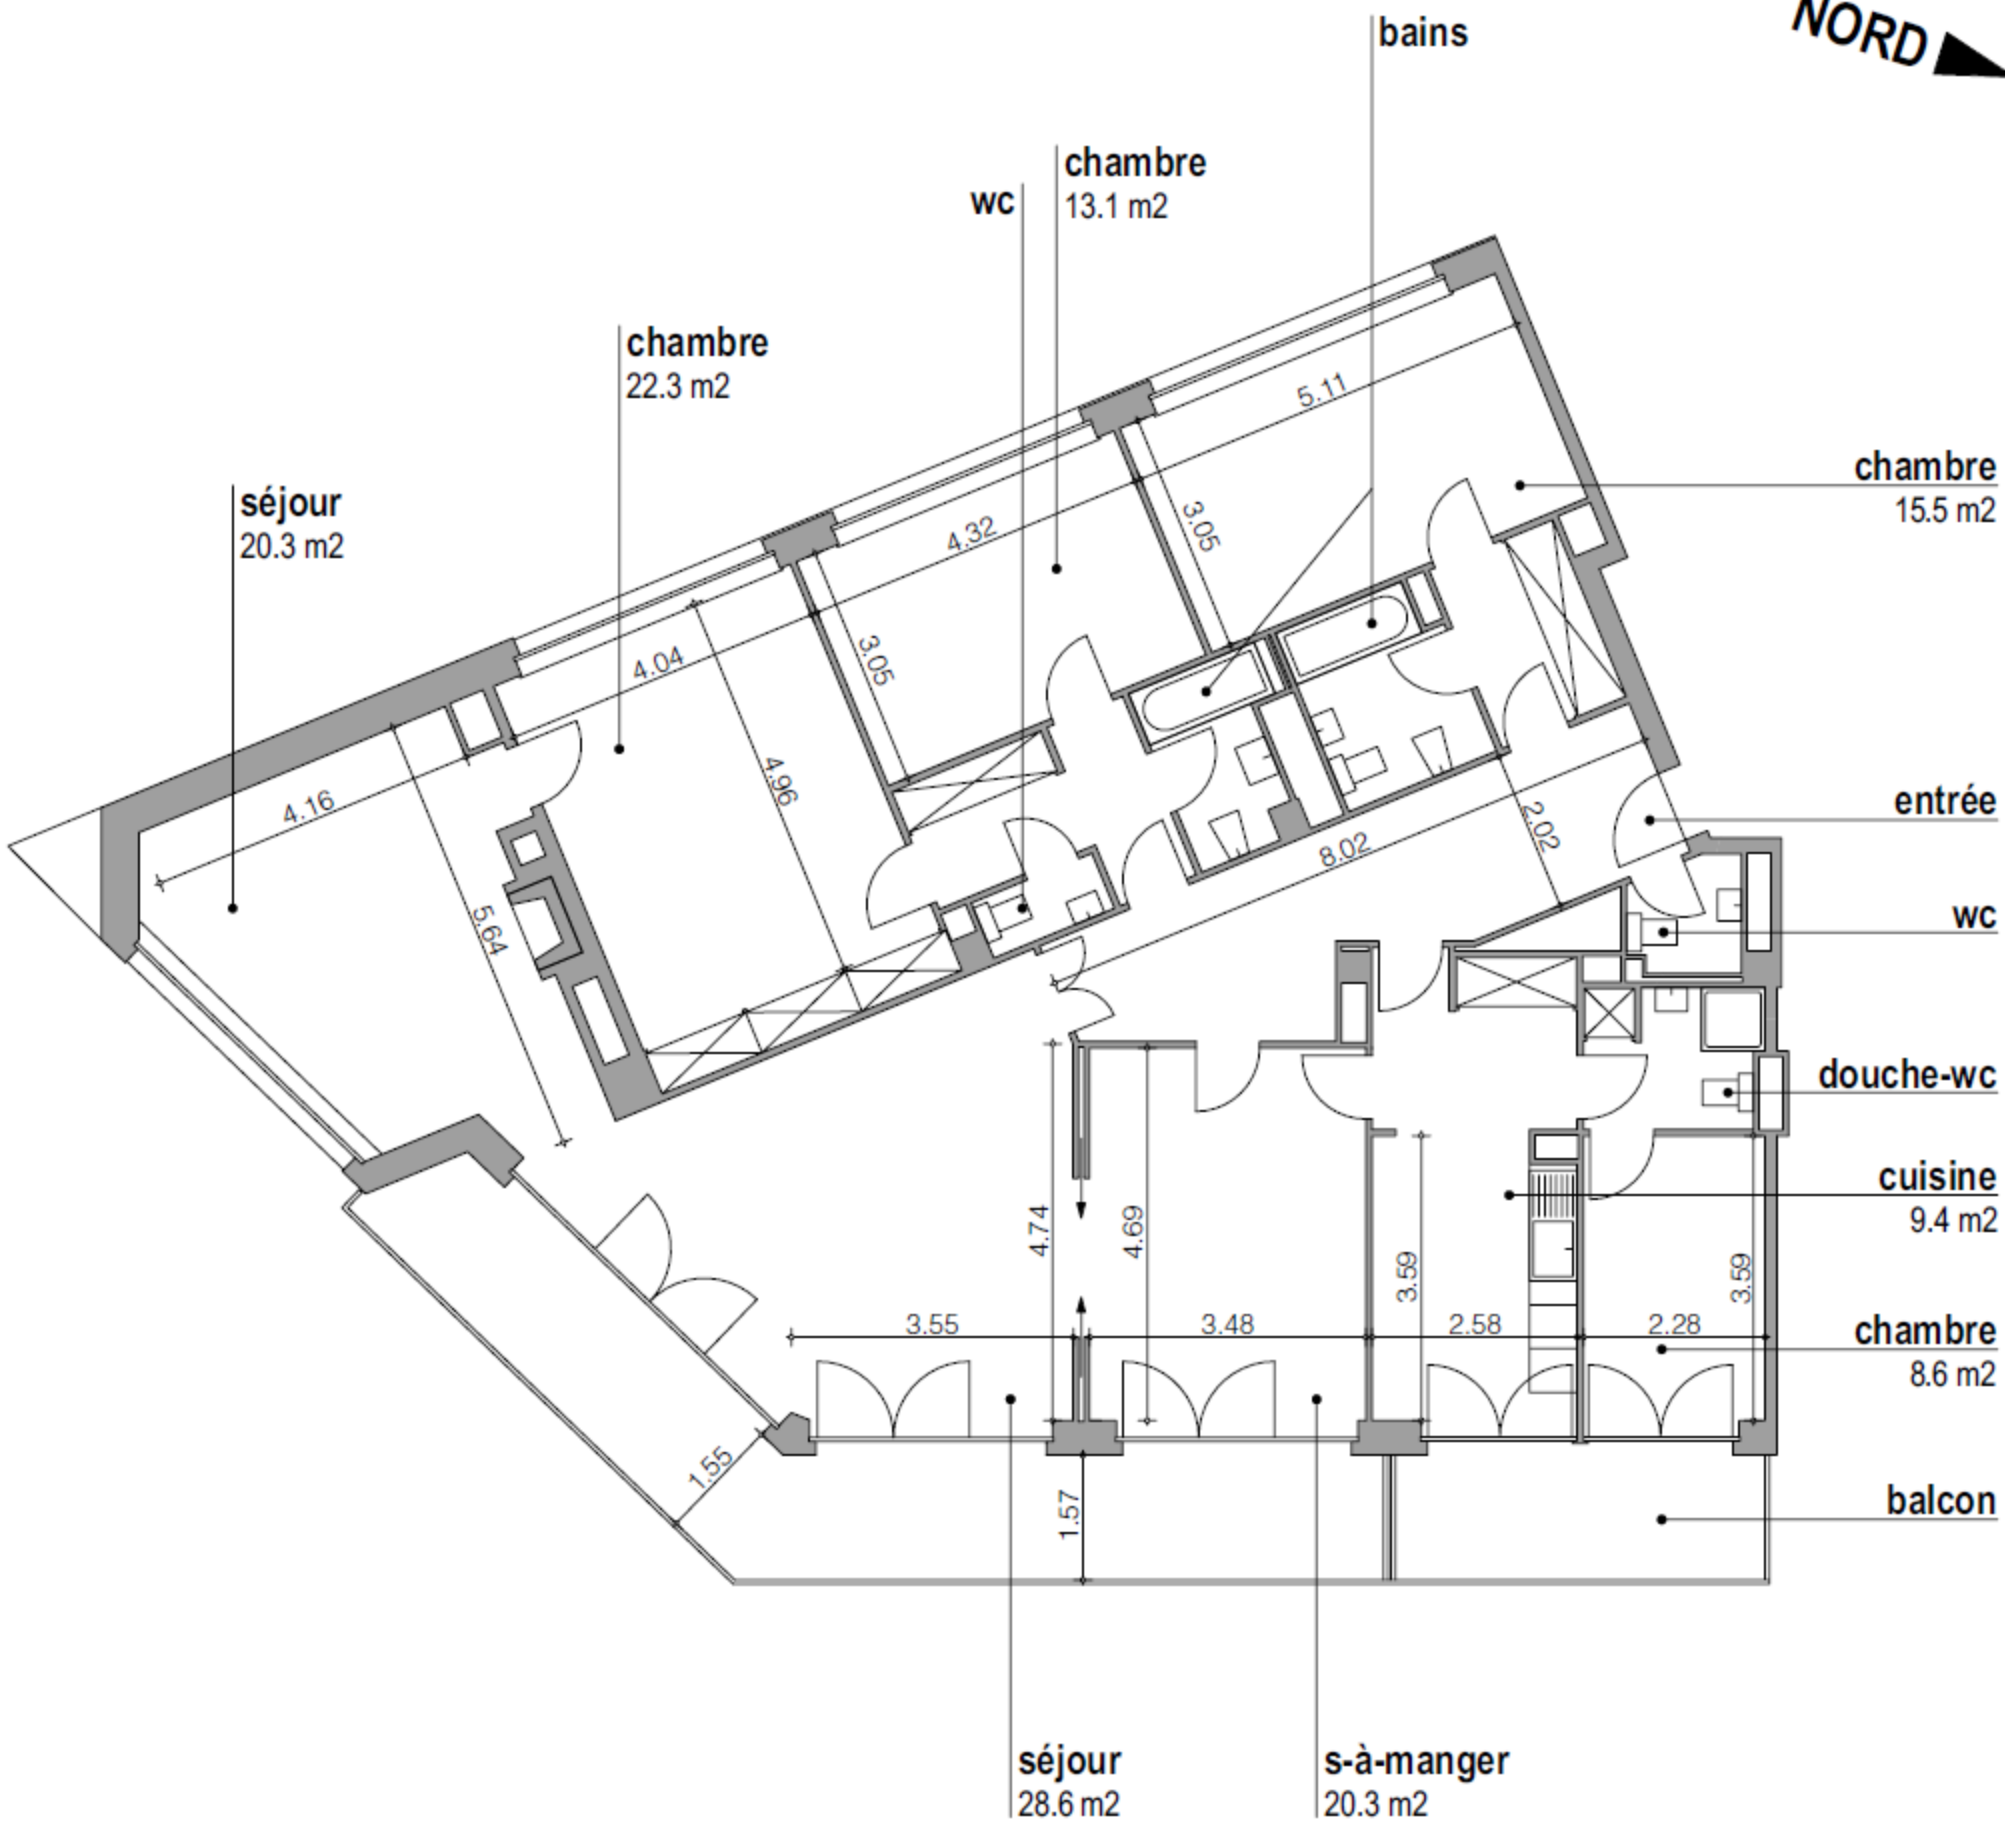 NORD
bains
chambre
13.1 m2
wc
chambre
22.3 m2
séjour
20.3 m2
5.11
chambre
15.5 m2
3.05
4.32
3.05
4.04
4.96
4.16
5.64
8.02
2.02
entrée
wc
douche-wc
cuisine
9.4 m2
4.74
4.69
3.59
3.59
3.55
3.48
2.58
2.28
chambre
8.6 m2
1.55
1.57
balcon
séjour
28.6 m2
s-à-manger
20.3 m2